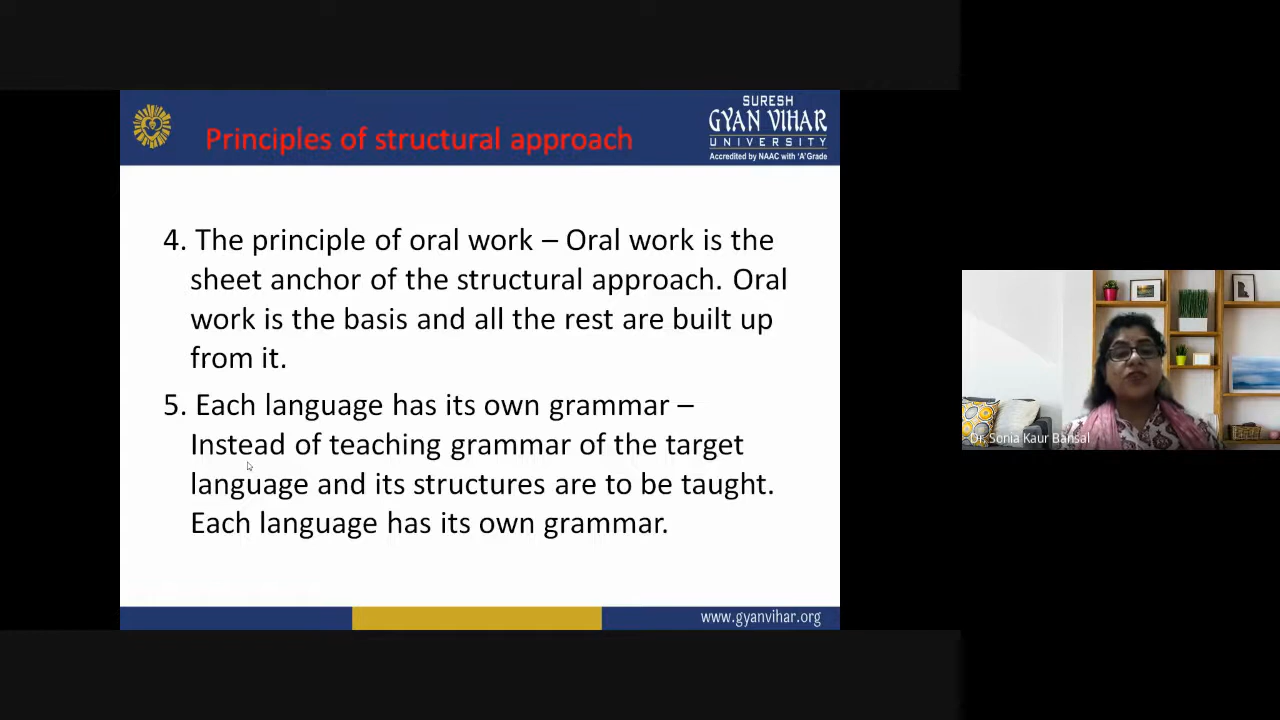 Principles of structural approach
SURESH
GYAN VIHAR
UNIVERSITY
Accredited by NAAC with 'A' Grade
4. The principle of oral work – Oral work is the
sheet anchor of the structural approach. Oral
work is the basis and all the rest are built up
from it.
5. Each language has its own grammar –
Instead of teaching grammar of the target
language and its structures are to be taught.
Each language has its own grammar.
www.gyanvihar.org
Dr. Sonia Kaur Bansal